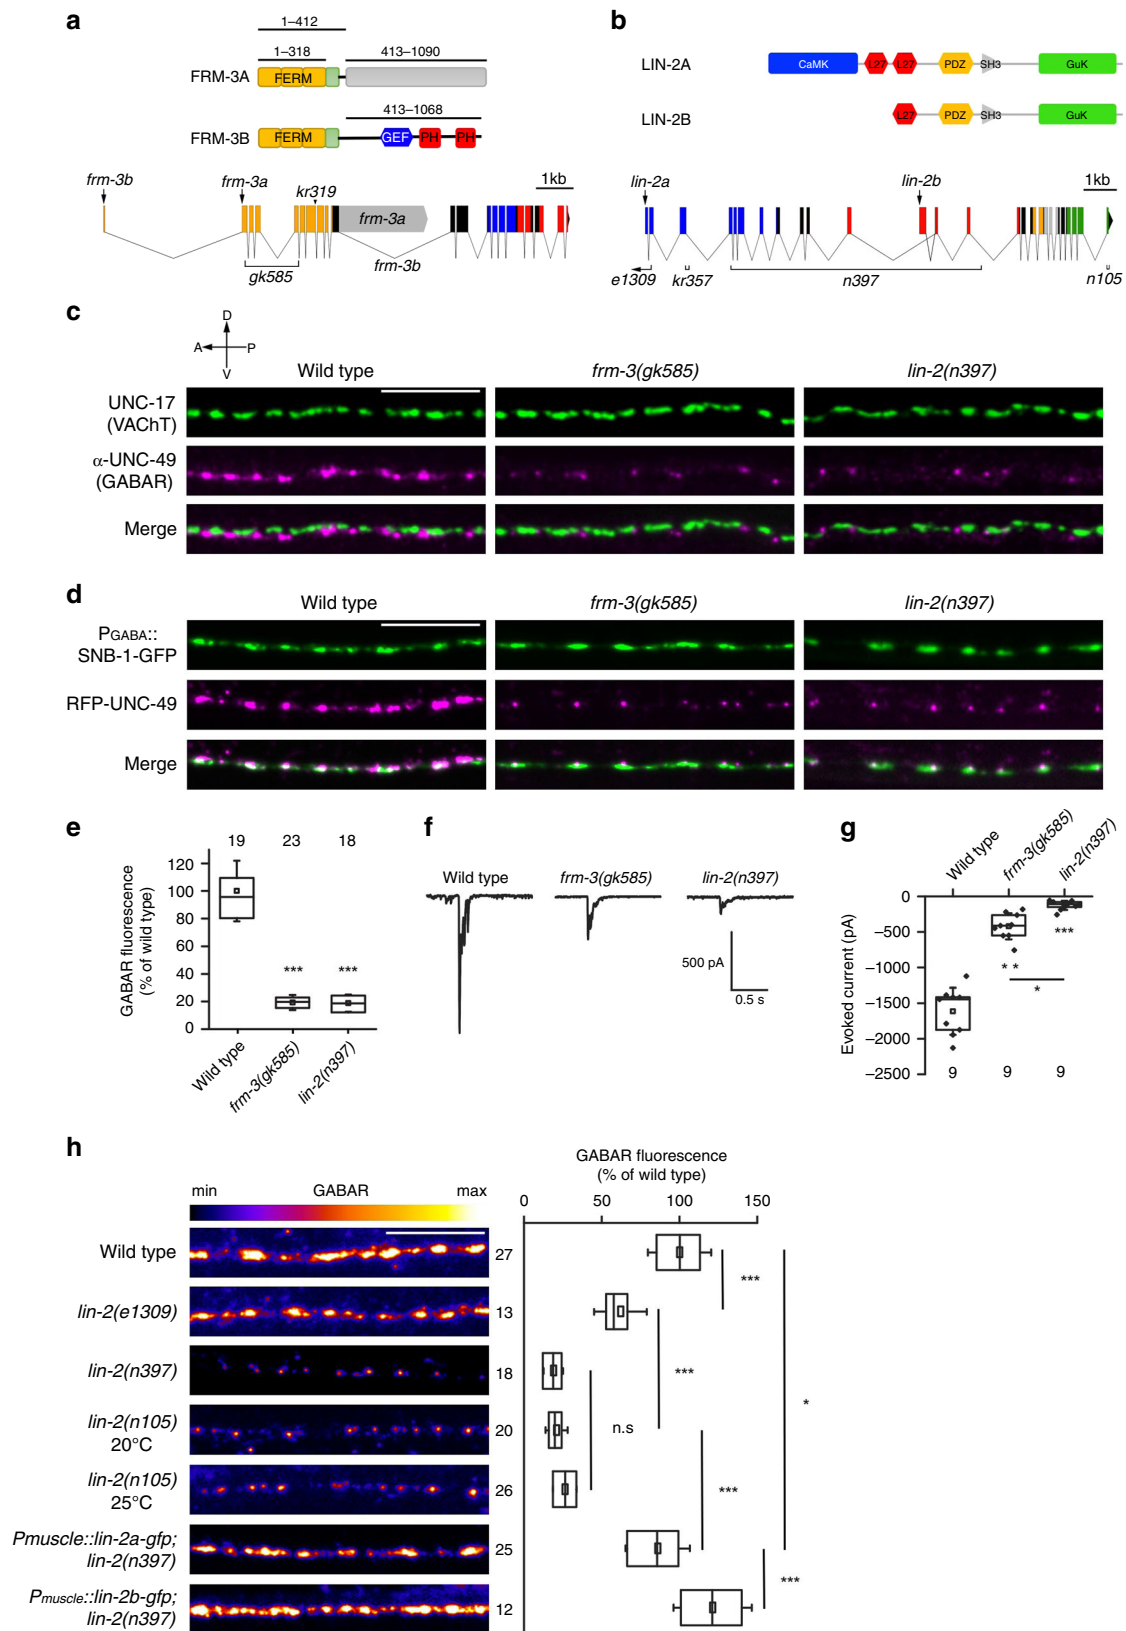 a
1–412
1–318
413–1090
FRM-3A
FERM
413–1068
FRM-3B
FERM
GEF
PH
PH
frm-3b
frm-3a
kr319
1kb
frm-3a
frm-3b
gk585
b
LIN-2A
CaMK
L27
L27
PDZ
SH3
GuK
LIN-2B
L27
PDZ
SH3
GuK
lin-2a
lin-2b
1kb
e1309
kr357
n397
n105
c
D
A
P
V
Wild type
frm-3(gk585)
lin-2(n397)
UNC-17
(VAChT)
α-UNC-49
(GABAR)
Merge
d
Wild type
frm-3(gk585)
lin-2(n397)
PGABA::
SNB-1-GFP
RFP-UNC-49
Merge
e
19
23
18
GABAR fluorescence
(% of wild type)
120
100
80
60
40
20
0
***
***
Wild type
frm-3(gk585)
lin-2(n397)
f
Wild type
frm-3(gk585)
lin-2(n397)
500 pA
0.5 s
g
Wild type
frm-3(gk585)
lin-2(n397)
Evoked current (pA)
0
–500
–1000
–1500
–2000
–2500
***
* *
*
9
9
9
h
GABAR fluorescence
(% of wild type)
min
GABAR
max
0
50
100
150
Wild type
27
***
lin-2(e1309)
13
lin-2(n397)
18
***
*
lin-2(n105)
20°C
20
n.s
lin-2(n105)
25°C
26
***
Pmuscle::lin-2a-gfp;
lin-2(n397)
25
***
Pmuscle::lin-2b-gfp;
lin-2(n397)
12